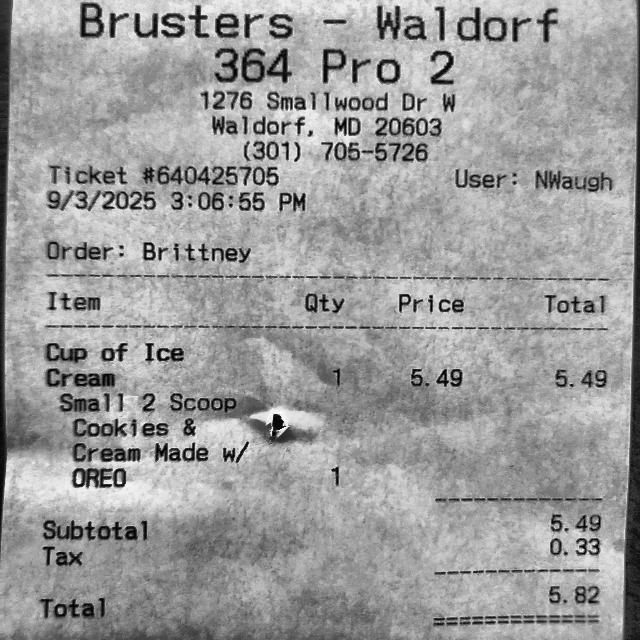 Brusters - Waldorf
364 Pro 2
1276 Smallwood Dr W
Waldorf, MD 20603
(301) 705-5726
Ticket #640425705 User: NWaugh
9/3/2025 3:06:55 PM
Order: Brittney
Item Qty Price Total
Cup of Ice
Cream 1 5.49 5.49
Small 2 Scoop
Cookies &
Cream Made w/
OREO 1
Subtotal 5.49
Tax 0.33
Total 5.82